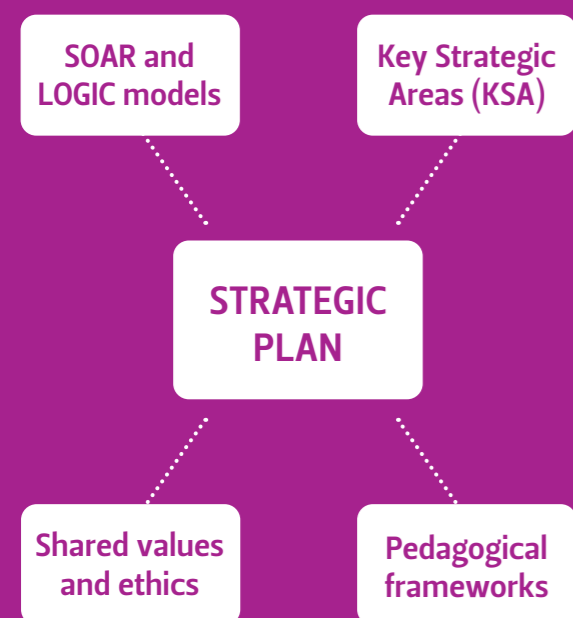 SOAR and
LOGIC models
Key Strategic
Areas (KSA)
STRATEGIC
PLAN
Shared values
and ethics
Pedagogical
frameworks